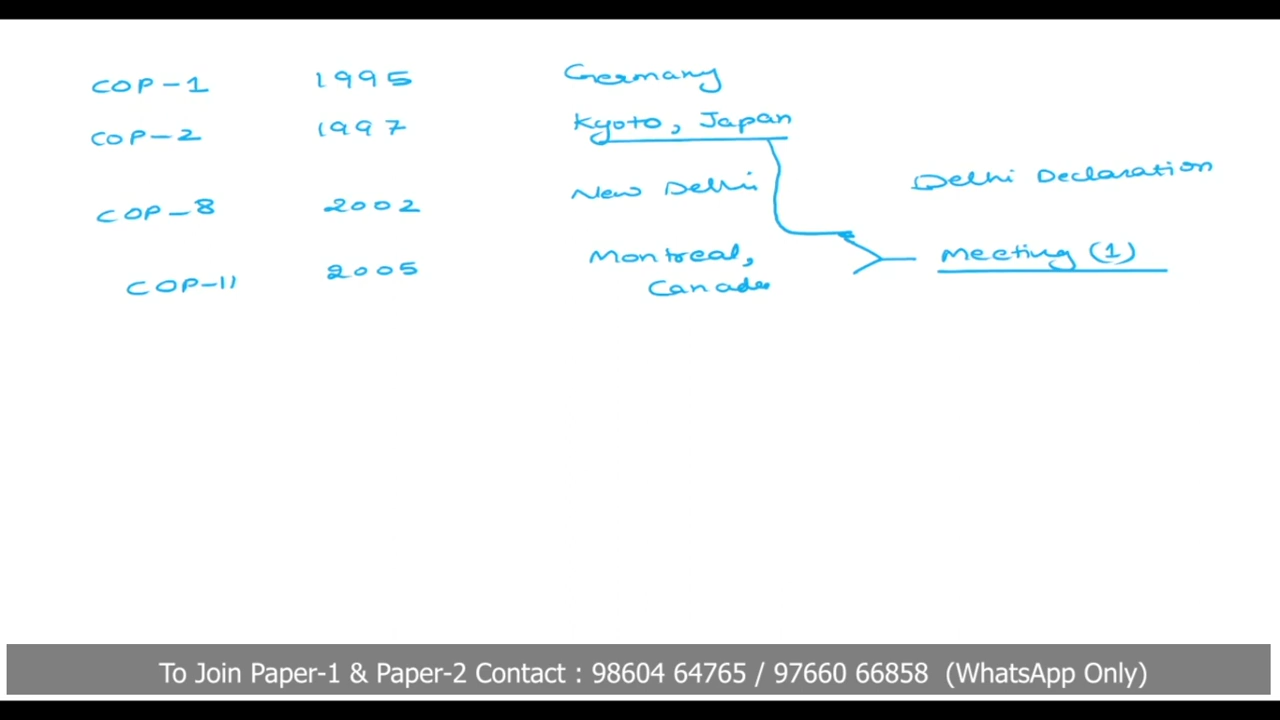 COP-1 1995 Germany
COP-2 1997 Kyoto, Japan
COP-8 2002 New Delhi Delhi Declaration
COP-11 2005 Montreal, Meeting (1)
Canada
To Join Paper-1 & Paper-2 Contact : 98604 64765 / 97660 66858 (WhatsApp Only)